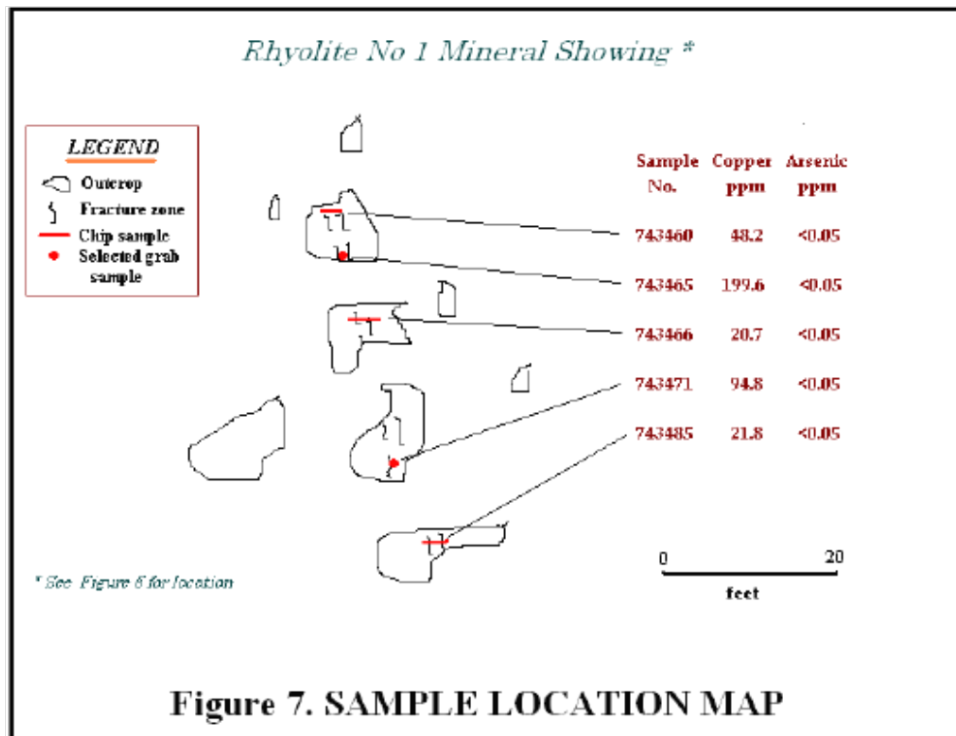 Rhyolite No 1 Mineral Showing *
LEGEND
Outcrop
Fracture zone
Chip sample
Selected grab
sample
Sample Copper Arsenic
No. ppm ppm
743460 48.2 <0.05
743465 199.6 <0.05
743466 20.7 <0.05
743471 94.8 <0.05
743485 21.8 <0.05
0 20
feet
* See Figure 6 for location
Figure 7. SAMPLE LOCATION MAP